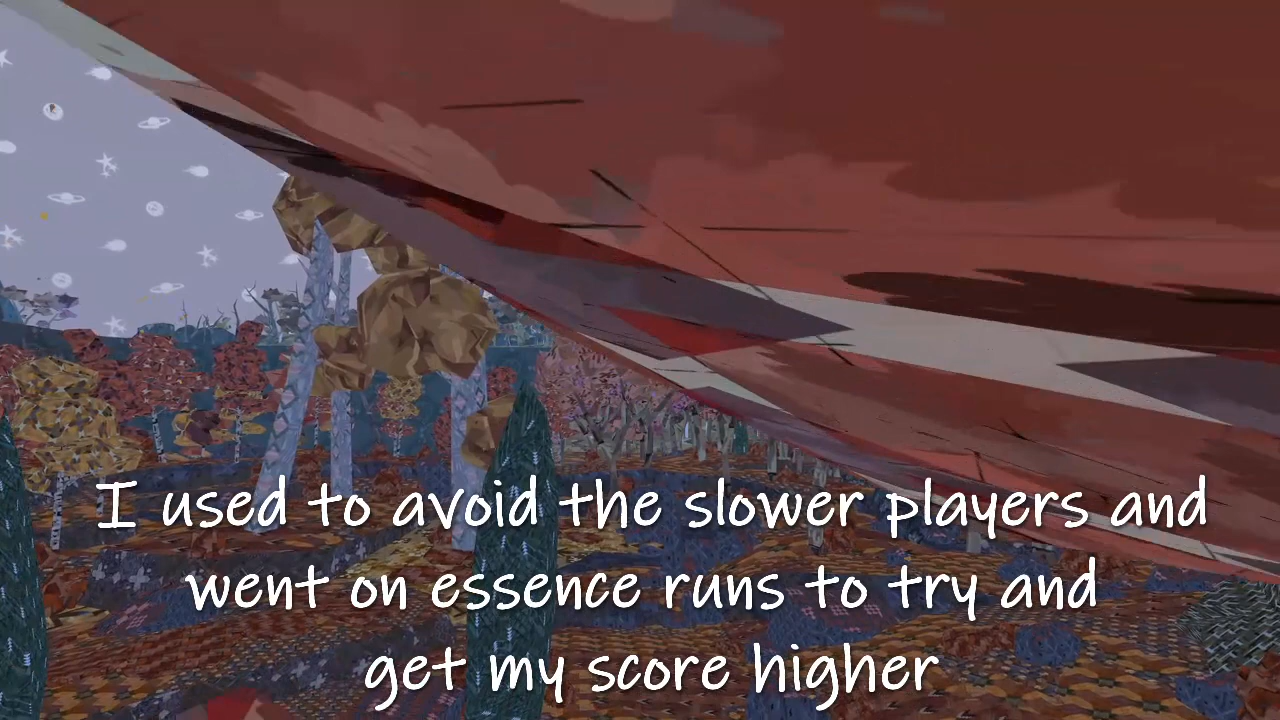 I used to avoid the slower players and
went on essence runs to try and
get my score higher